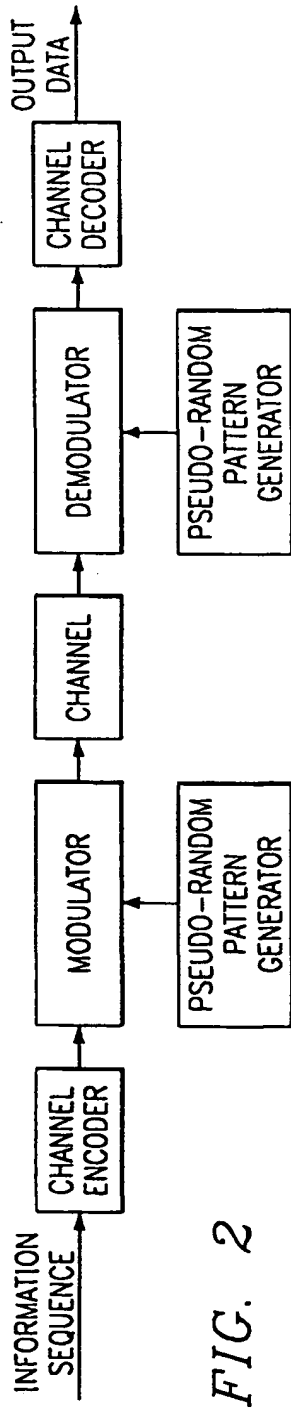 INFORMATION
SEQUENCE
CHANNEL
ENCODER
MODULATOR
CHANNEL
DEMODULATOR
CHANNEL
DECODER
OUTPUT
DATA
PSEUDO-RANDOM
PATTERN
GENERATOR
PSEUDO-RANDOM
PATTERN
GENERATOR
FIG. 2